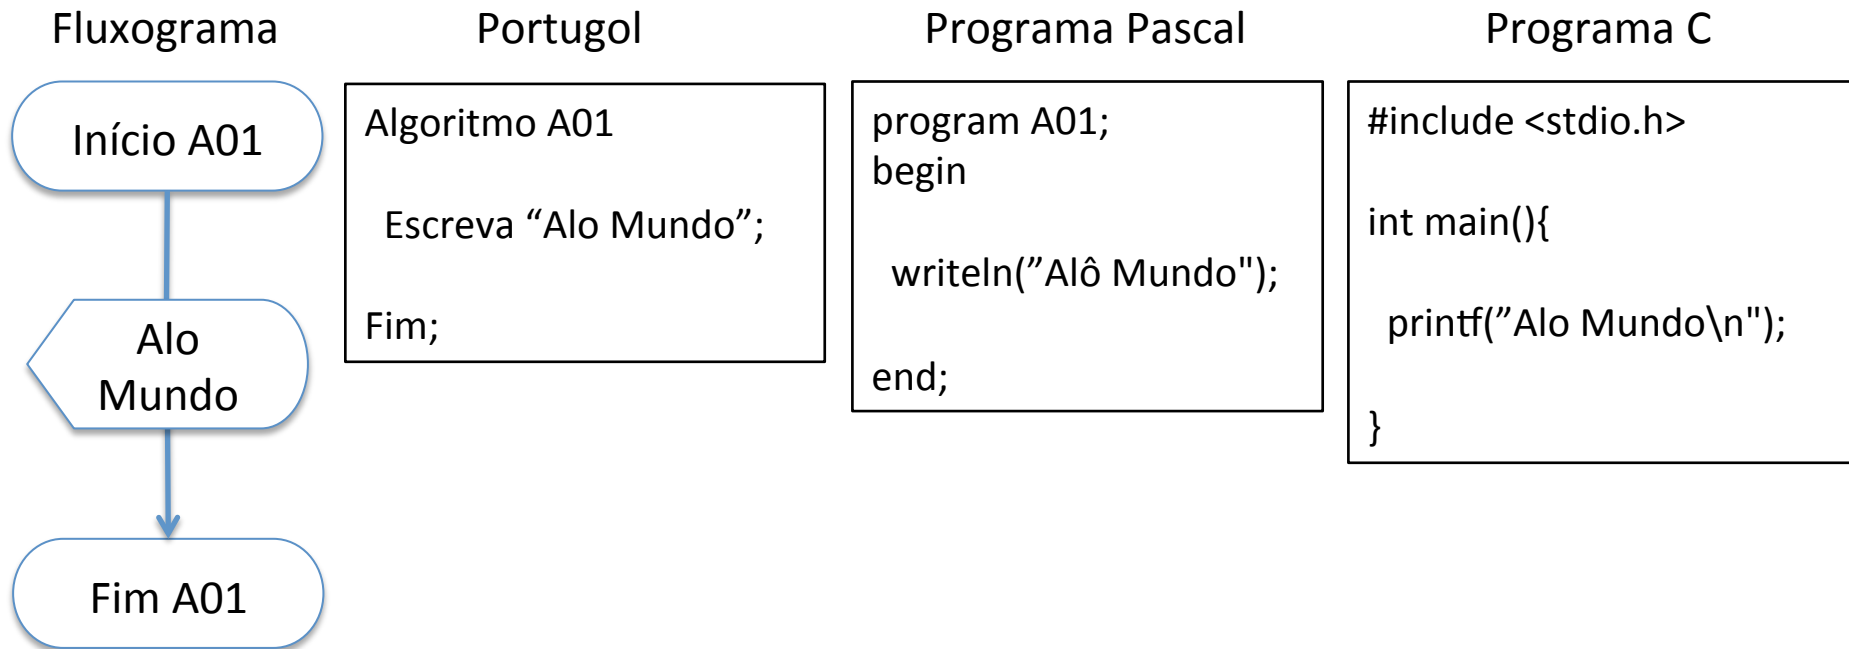 Fluxograma
Início A01
Alo
Mundo
Fim A01
Portugol
Algoritmo A01
Escreva “Alo Mundo”;
Fim;
Programa Pascal
program A01;
begin
writeln(”Alô Mundo");
end;
Programa C
#include <stdio.h>
int main(){
printf(”Alo Mundo\n");
}